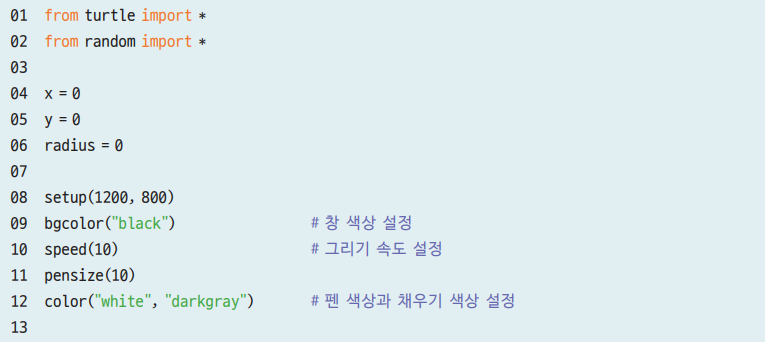 01 from turtle import *
02 from random import *
03
04 x = 0
05 y = 0
06 radius = 0
07
08 setup(1200, 800)
09 bgcolor("black") # 창 색상 설정
10 speed(10) # 그리기 속도 설정
11 pensize(10)
12 color("white", "darkgray") # 펜 색상과 채우기 색상 설정
13